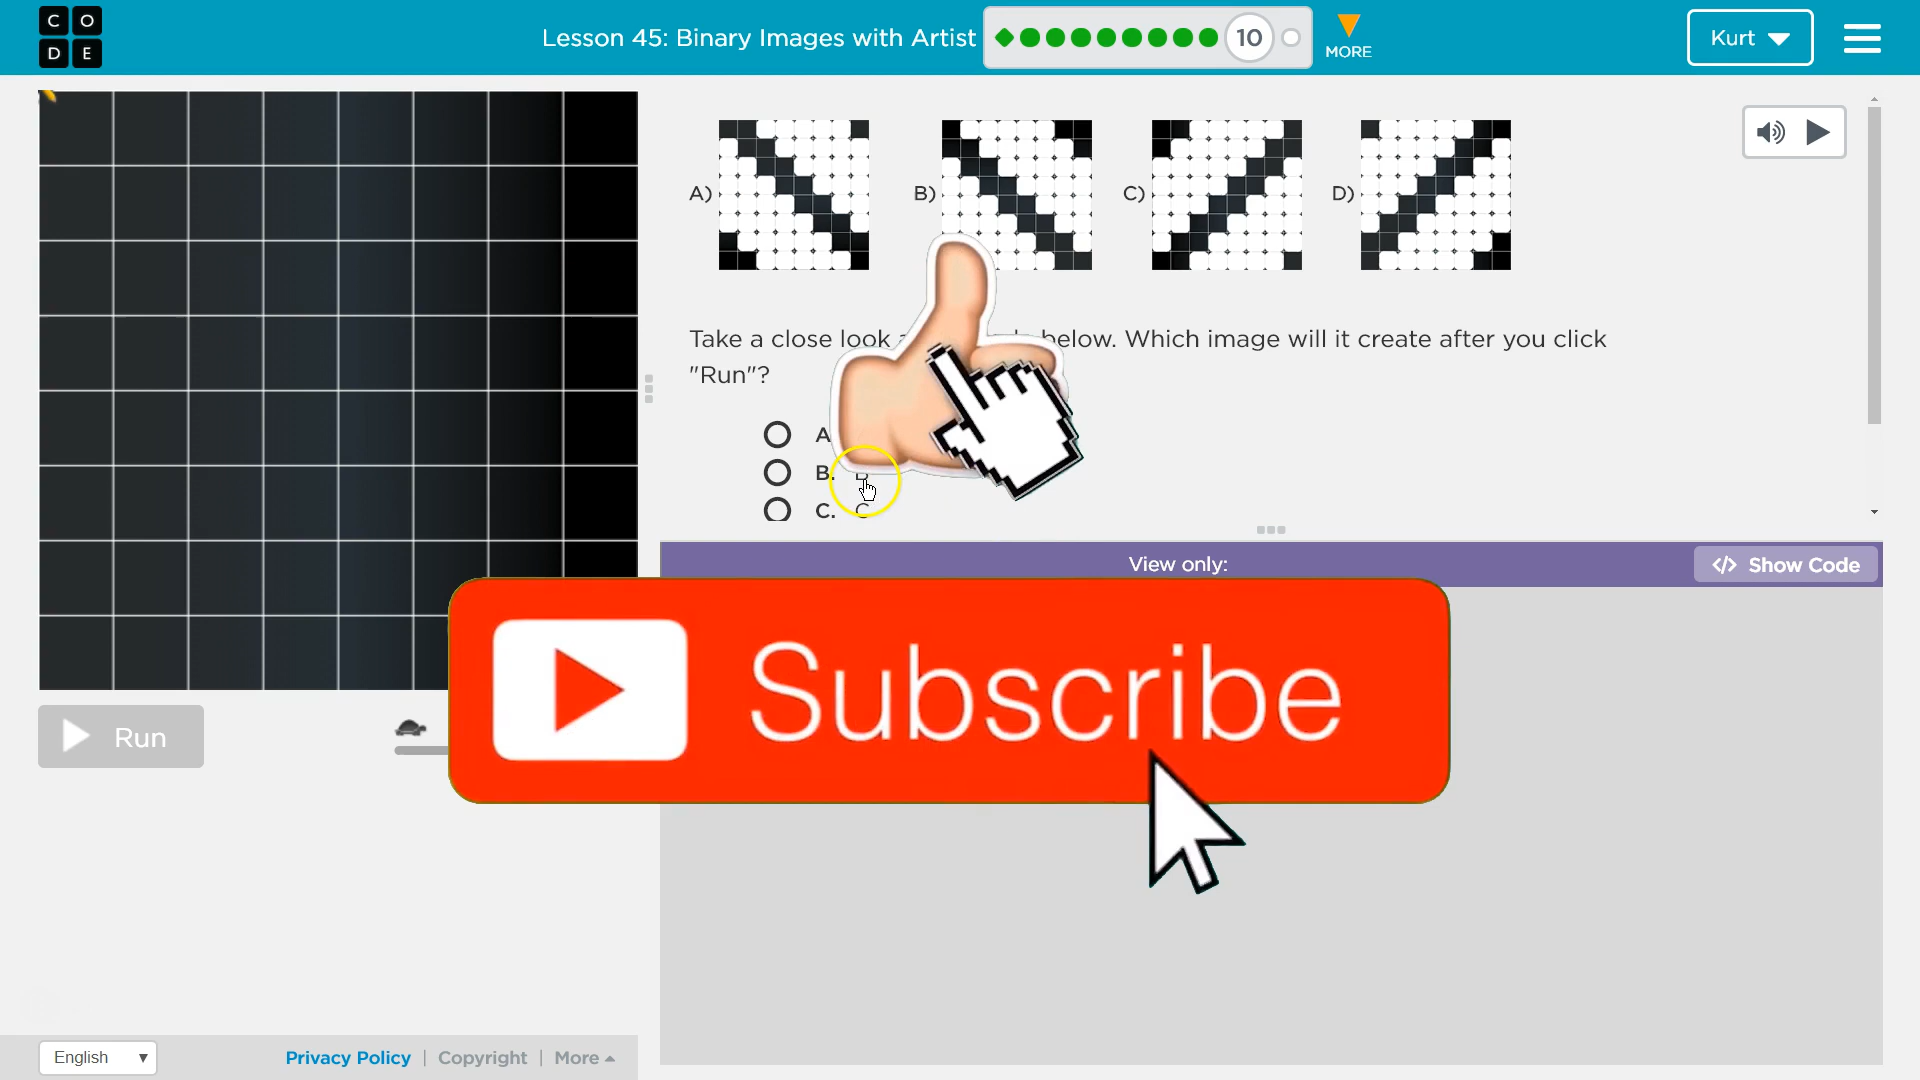 C O
D E
Lesson 45: Binary Images with Artist
10
MORE
Kurt
A)
B)
C)
D)
Take a close look below. Which image will it create after you click
"Run"?
A
B. B
C. C
View only:
Show Code
Subscribe
Run
English
Privacy Policy | Copyright | More